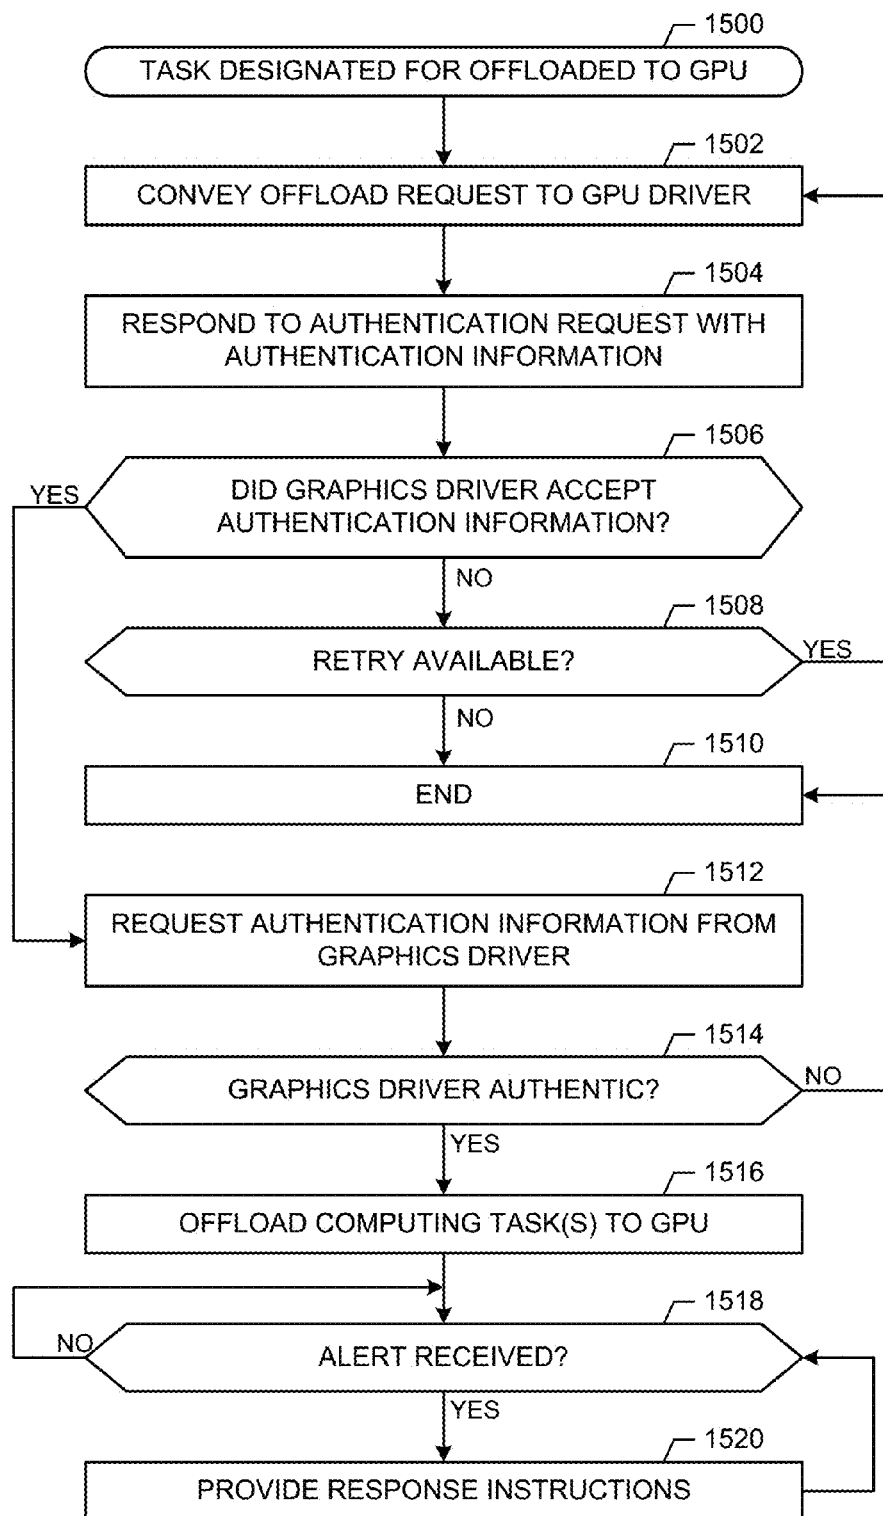 1500
TASK DESIGNATED FOR OFFLOADED TO GPU
1502
CONVEY OFFLOAD REQUEST TO GPU DRIVER
1504
RESPOND TO AUTHENTICATION REQUEST WITH
AUTHENTICATION INFORMATION
1506
YES
DID GRAPHICS DRIVER ACCEPT
AUTHENTICATION INFORMATION?
NO
1508
RETRY AVAILABLE?
YES
NO
1510
END
1512
REQUEST AUTHENTICATION INFORMATION FROM
GRAPHICS DRIVER
1514
GRAPHICS DRIVER AUTHENTIC?
NO
YES
1516
OFFLOAD COMPUTING TASK(S) TO GPU
1518
NO
ALERT RECEIVED?
YES
1520
PROVIDE RESPONSE INSTRUCTIONS